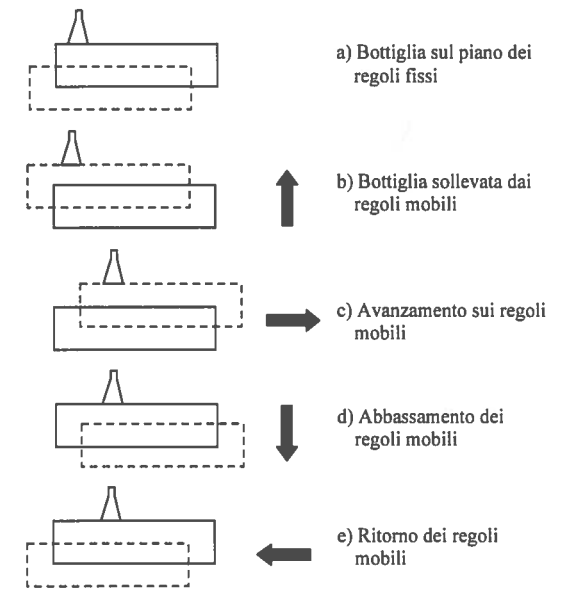 a) Bottiglia sul piano dei
regoli fissi
b) Bottiglia sollevata dai
regoli mobili
c) Avanzamento sui regoli
mobili
d) Abbassamento dei
regoli mobili
e) Ritorno dei regoli
mobili